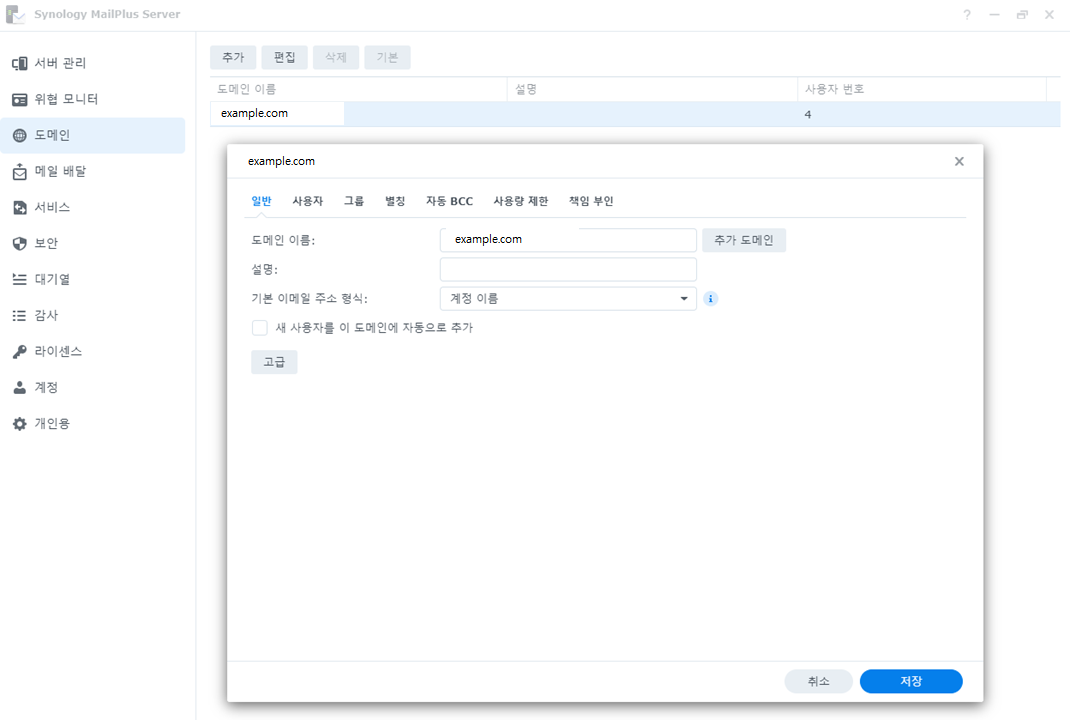 Synology MailPlus Server
서버 관리
위협 모니터
도메인
메일 배달
서비스
보안
대기열
감사
라이센스
계정
개인용
추가 편집 삭제 기본
도메인 이름 설명 사용자 번호
example.com 4
example.com
일반 사용자 그룹 별칭 자동 BCC 사용량 제한 책임 부인
도메인 이름: example.com 추가 도메인
설명:
기본 이메일 주소 형식: 계정 이름
새 사용자를 이 도메인에 자동으로 추가
고급
취소 저장